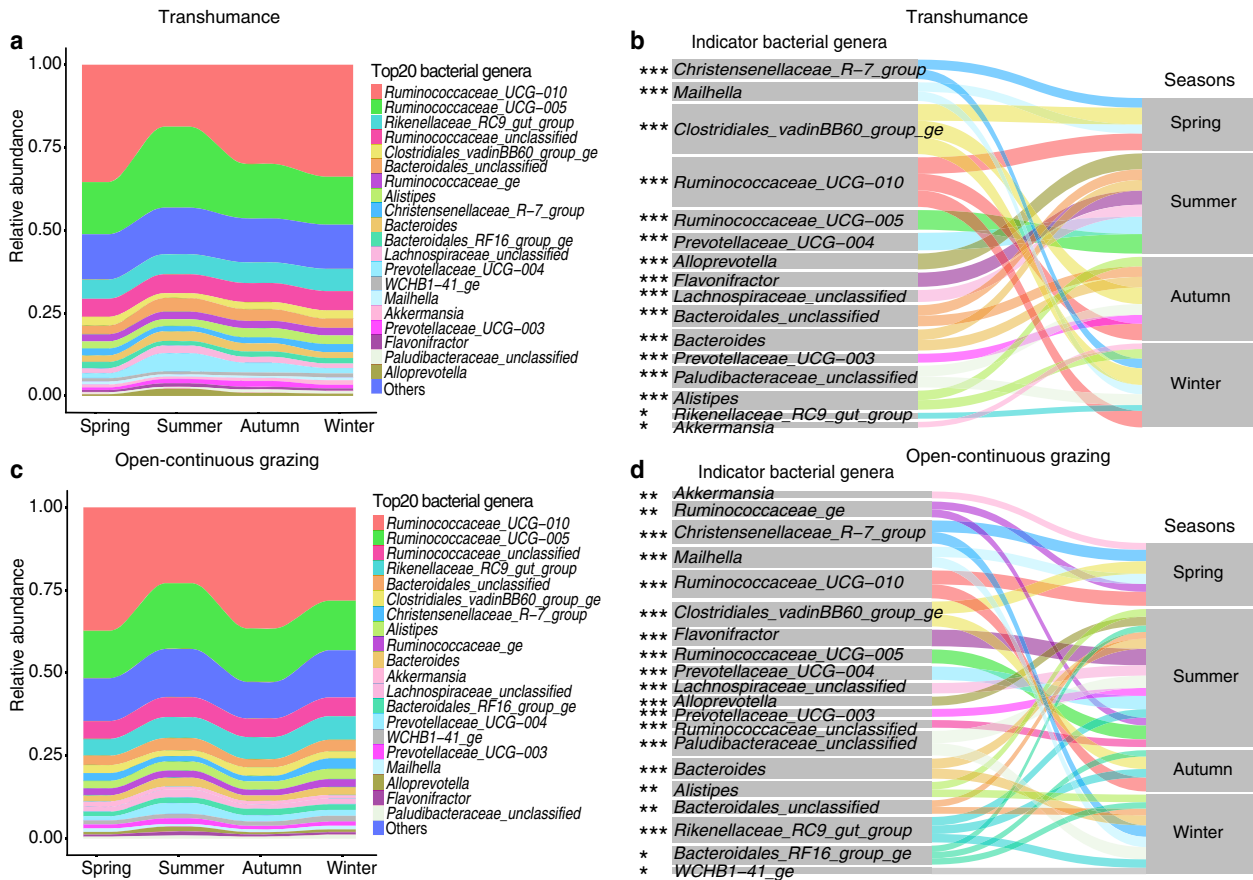 Transhumance
a
Relative abundance
1.00
0.75
0.50
0.25
0.00
Spring
Summer
Autumn
Winter
Top20 bacterial genera
Ruminococcaceae_UCG−010
Ruminococcaceae_UCG−005
Rikenellaceae_RC9_gut_group
Ruminococcaceae_unclassified
Clostridiales_vadinBB60_group_ge
Bacteroidales_unclassified
Ruminococcaceae_ge
Alistipes
Christensenellaceae_R−7_group
Bacteroides
Bacteroidales_RF16_group_ge
Lachnospiraceae_unclassified
Prevotellaceae_UCG−004
WCHB1−41_ge
Mailhella
Akkermansia
Prevotellaceae_UCG−003
Flavonifractor
Paludibacteraceae_unclassified
Alloprevotella
Others
Transhumance
b
Indicator bacterial genera
*** Christensenellaceae_R−7_group
*** Mailhella
*** Clostridiales_vadinBB60_group_ge
*** Ruminococcaceae_UCG−010
*** Ruminococcaceae_UCG−005
*** Prevotellaceae_UCG−004
*** Alloprevotella
*** Flavonifractor
*** Lachnospiraceae_unclassified
*** Bacteroidales_unclassified
*** Bacteroides
*** Prevotellaceae_UCG−003
*** Paludibacteraceae_unclassified
*** Alistipes
* Rikenellaceae_RC9_gut_group
* Akkermansia
Seasons
Spring
Summer
Autumn
Winter
Open-continuous grazing
c
Relative abundance
1.00
0.75
0.50
0.25
0.00
Spring
Summer
Autumn
Winter
Top20 bacterial genera
Ruminococcaceae_UCG−010
Ruminococcaceae_UCG−005
Ruminococcaceae_unclassified
Rikenellaceae_RC9_gut_group
Bacteroidales_unclassified
Clostridiales_vadinBB60_group_ge
Christensenellaceae_R−7_group
Alistipes
Ruminococcaceae_ge
Bacteroides
Akkermansia
Lachnospiraceae_unclassified
Bacteroidales_RF16_group_ge
Prevotellaceae_UCG−004
WCHB1−41_ge
Prevotellaceae_UCG−003
Mailhella
Alloprevotella
Flavonifractor
Paludibacteraceae_unclassified
Others
Open-continuous grazing
d
Indicator bacterial genera
** Akkermansia
** Ruminococcaceae_ge
*** Christensenellaceae_R−7_group
*** Mailhella
*** Ruminococcaceae_UCG−010
*** Clostridiales_vadinBB60_group_ge
*** Flavonifractor
*** Ruminococcaceae_UCG−005
*** Prevotellaceae_UCG−004
*** Lachnospiraceae_unclassified
*** Alloprevotella
*** Prevotellaceae_UCG−003
*** Ruminococcaceae_unclassified
*** Paludibacteraceae_unclassified
*** Bacteroides
** Alistipes
** Bacteroidales_unclassified
*** Rikenellaceae_RC9_gut_group
* Bacteroidales_RF16_group_ge
* WCHB1−41_ge
Seasons
Spring
Summer
Autumn
Winter